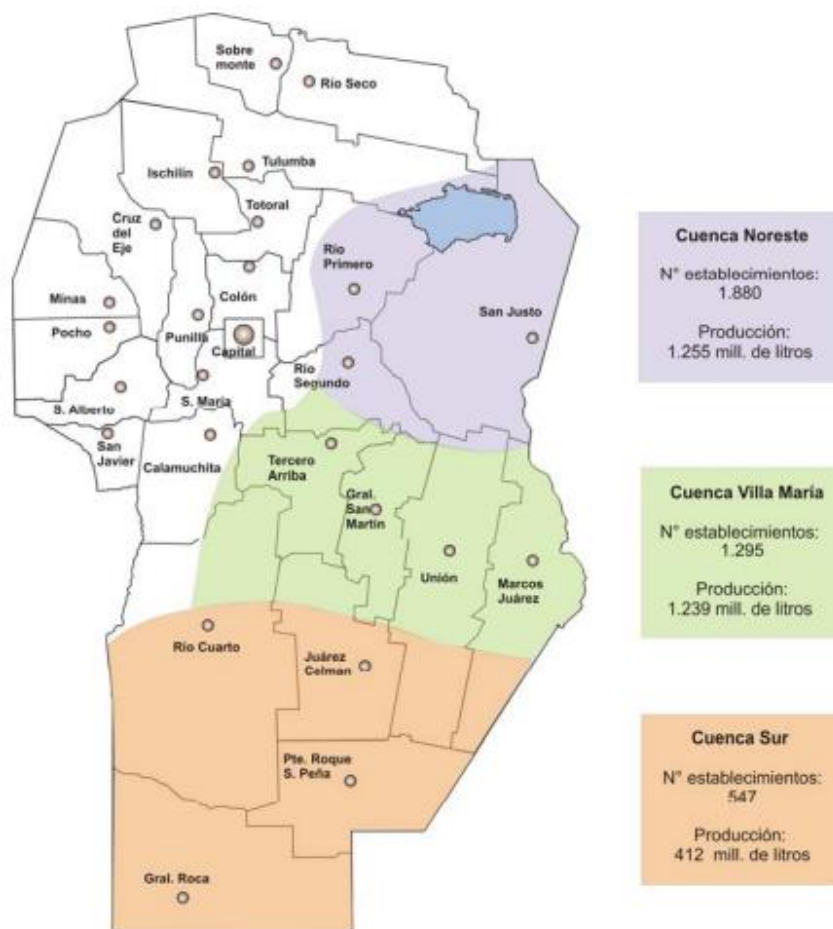 Sobre
monte
Río Seco
Ischilín
Tulumba
Cruz
del
Eje
Totoral
Río
Primero
Minas
Colón
Pocho
Punilla
Capital
San Justo
Río
Segundo
S. Alberto
S. María
San
Javier
Calamuchita
Tercero
Arriba
Gral.
San
Martín
Unión
Marcos
Juárez
Río Cuarto
Juárez
Celman
Pte. Roque
S. Peña
Gral. Roca
Cuenca Noreste
N° establecimientos:
1.880
Producción:
1.255 mill. de litros
Cuenca Villa María
N° establecimientos:
1.295
Producción:
1.239 mill. de litros
Cuenca Sur
N° establecimientos:
547
Producción:
412 mill. de litros